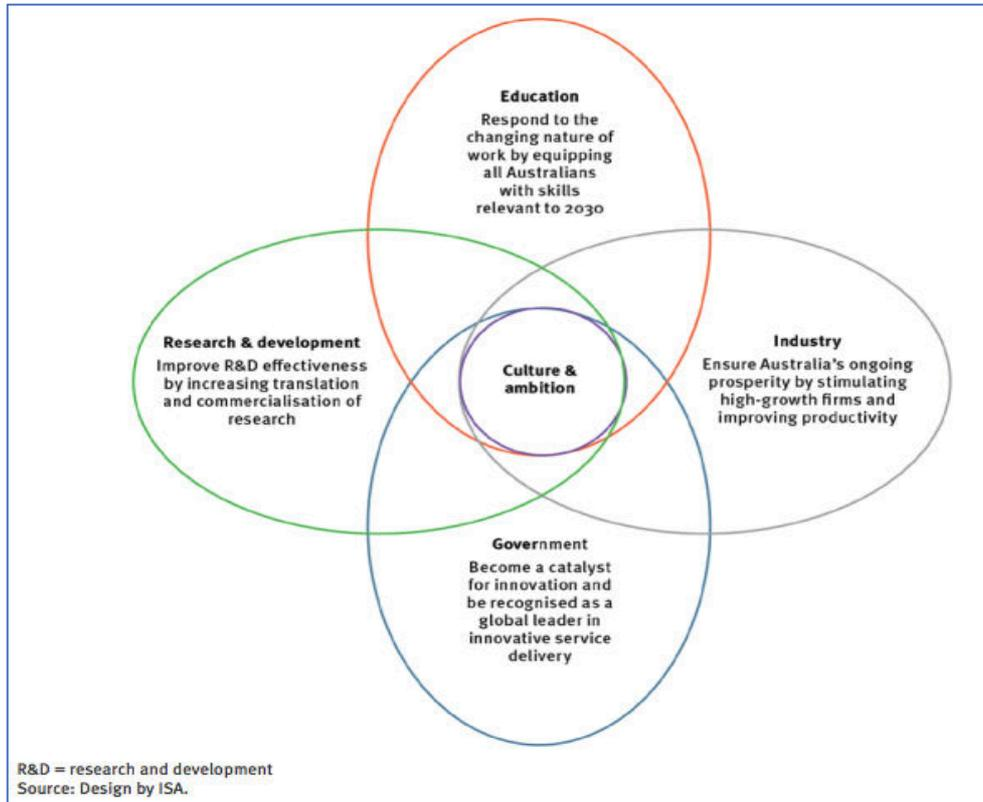 Education
Respond to the
changing nature of
work by equipping
all Australians
with skills
relevant to 2030
Research & development
Improve R&D effectiveness
by increasing translation
and commercialisation of
research
Culture &
ambition
Industry
Ensure Australia's ongoing
prosperity by stimulating
high-growth firms and
improving productivity
Government
Become a catalyst
for innovation and
be recognised as a
global leader in
innovative service
delivery
R&D = research and development
Source: Design by ISA.